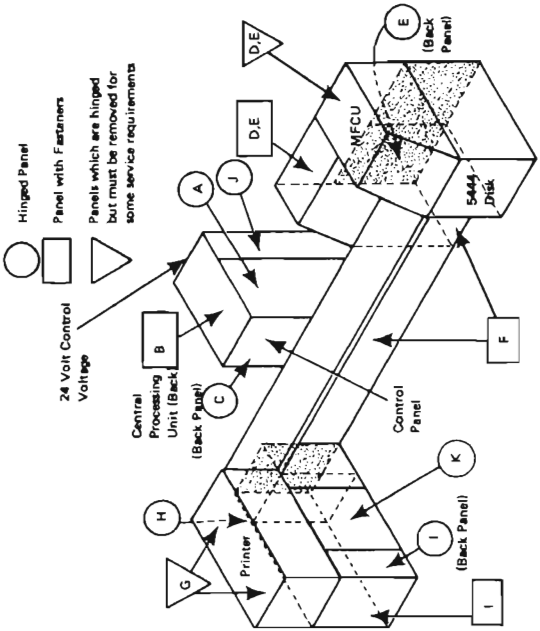 Hinged Panel
Panel with Fasteners
Panels which are hinged
but must be removed for
some service requirements
24 Volt Control
Voltage
Central
Processing
Unit (Back)
(Back Panel)
B
C
A
J
D,E
D,E
MFCU
E
(Back
Panel)
5444
Disk
F
Control
Panel
H
G
Printer
K
I
(Back Panel)
I